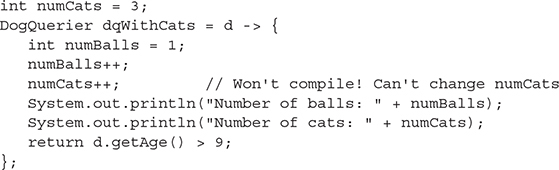 int numCats = 3;
DogQuerier dqWithCats = d -> {
   int numBalls = 1;
   numBalls++;
   numCats++;          // Won't compile! Can't change numCats
   System.out.println("Number of balls: " + numBalls);
   System.out.println("Number of cats: " + numCats);
   return d.getAge() > 9;
};